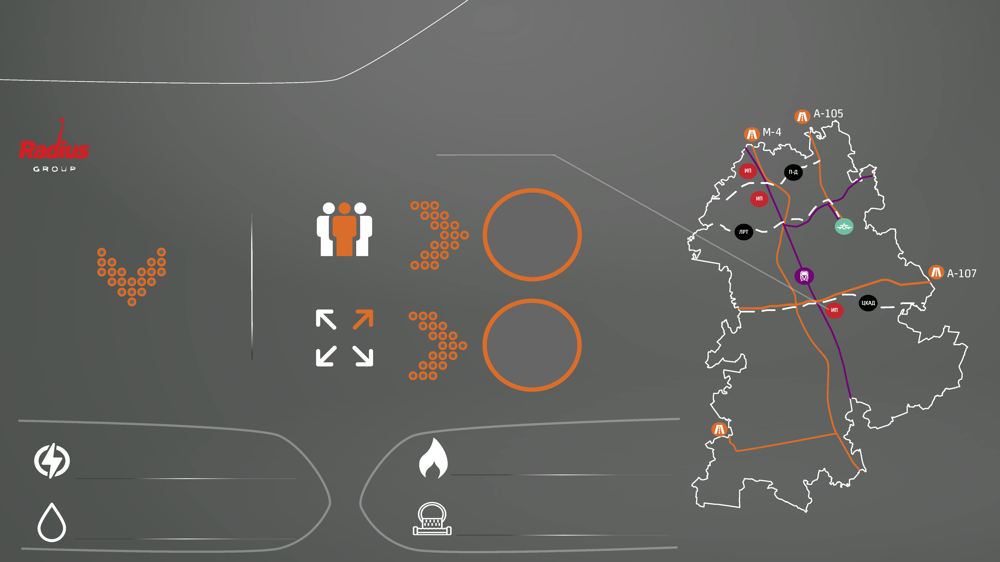 Radius
GROUP
А-105
М-4
ИП
П-Д
ИП
ЛРТ
А-107
ЦКАД
ИП